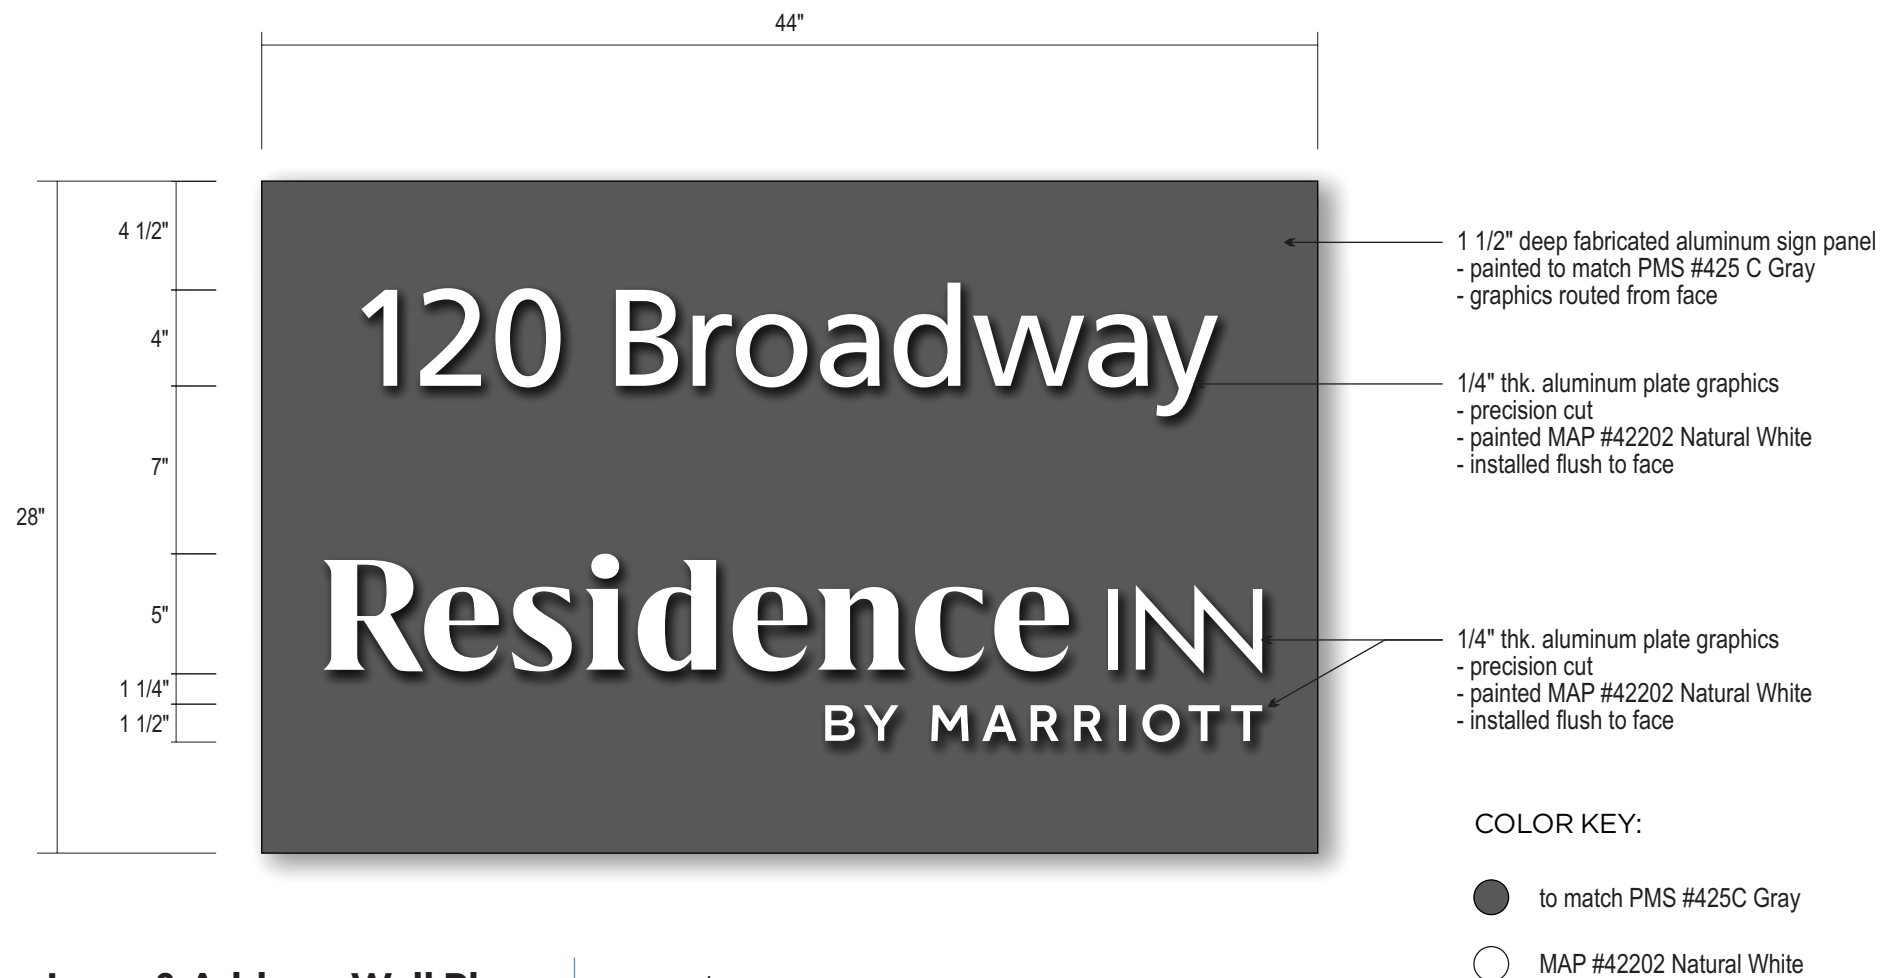 44"
4 1/2"
4"
7"
28"
5"
1 1/4"
1 1/2"
120 Broadway
Residence INN
BY MARRIOTT
1 1/2" deep fabricated aluminum sign panel
- painted to match PMS #425 C Gray
- graphics routed from face
1/4" thk. aluminum plate graphics
- precision cut
- painted MAP #42202 Natural White
- installed flush to face
1/4" thk. aluminum plate graphics
- precision cut
- painted MAP #42202 Natural White
- installed flush to face
COLOR KEY:
to match PMS #425C Gray
MAP #42202 Natural White